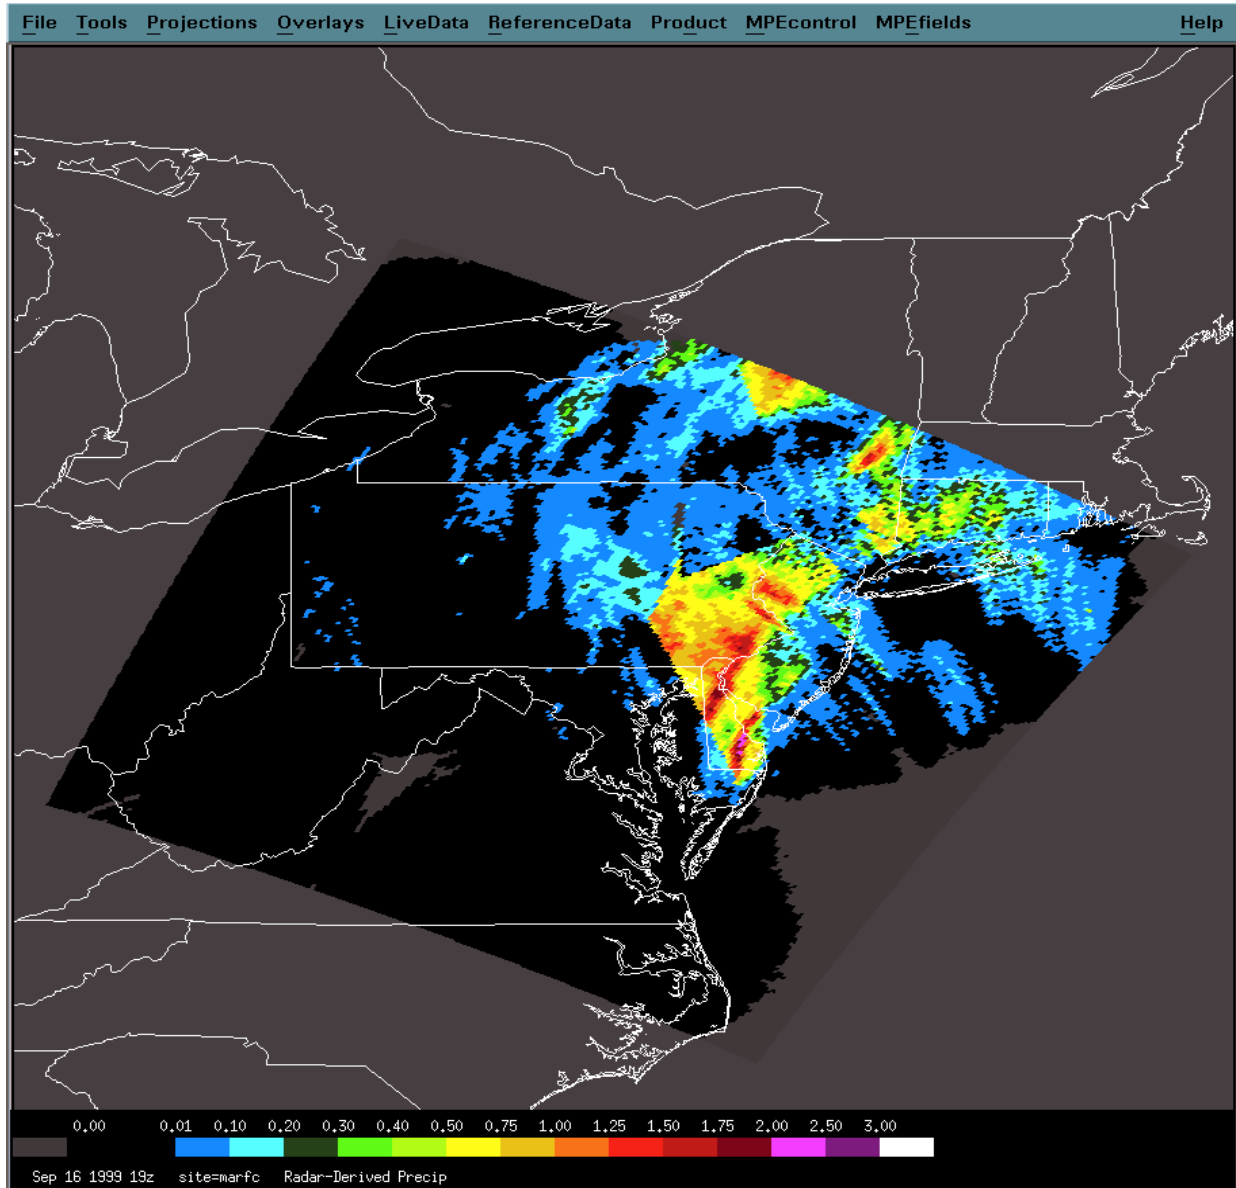 File Tools Projections Overlays LiveData ReferenceData Product MPEcontrol MPEfields Help
0.00 0.01 0.10 0.20 0.30 0.40 0.50 0.75 1.00 1.25 1.50 1.75 2.00 2.50 3.00
Sep 16 1999 19z site=marfc Radar-Derived Precip